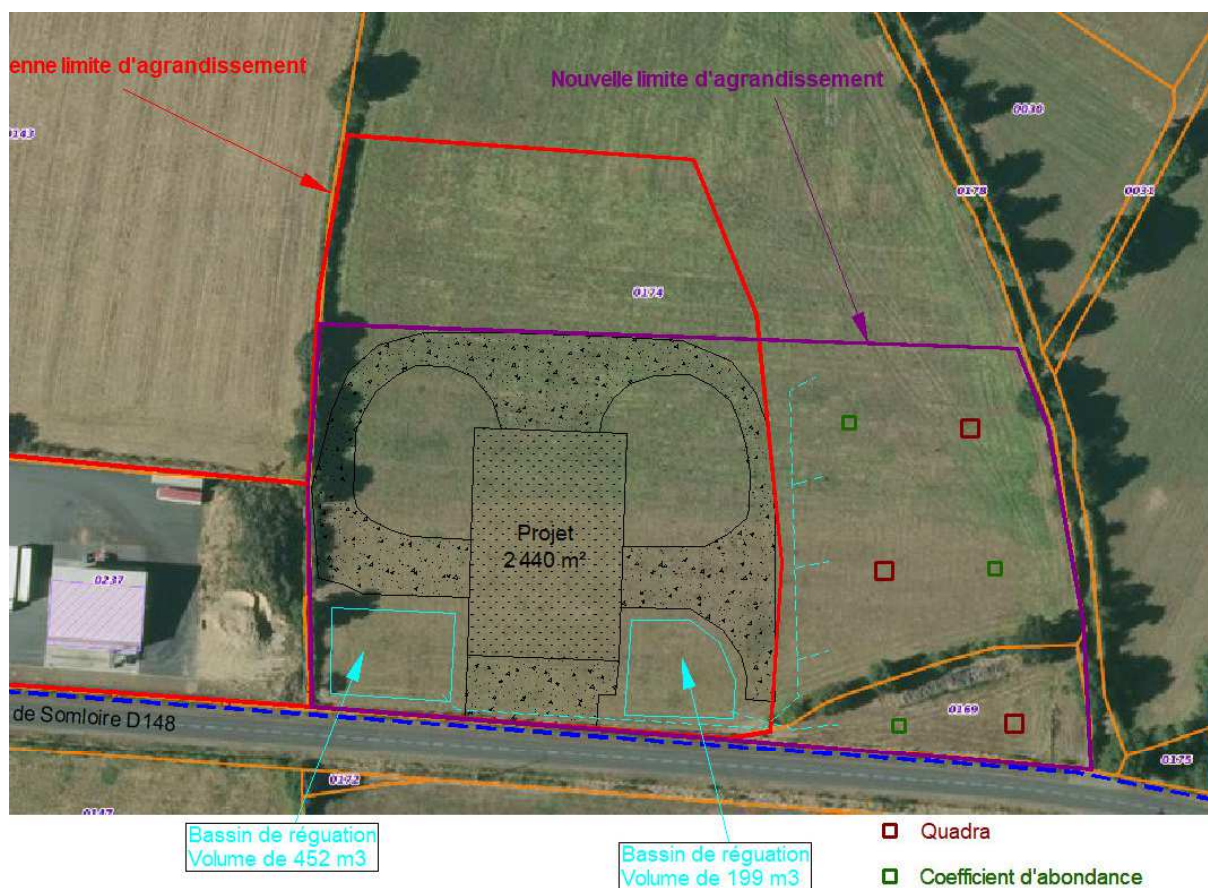 enne limite d'agrandissement
Nouvelle limite d'agrandissement
0143
0030
0178
0031
0174
Projet
2 440 m²
0237
de Somloire D148
0169
0175
0172
0147
Bassin de réguation
Volume de 452 m3
Bassin de réguation
Volume de 199 m3
Quadra
Coefficient d'abondance